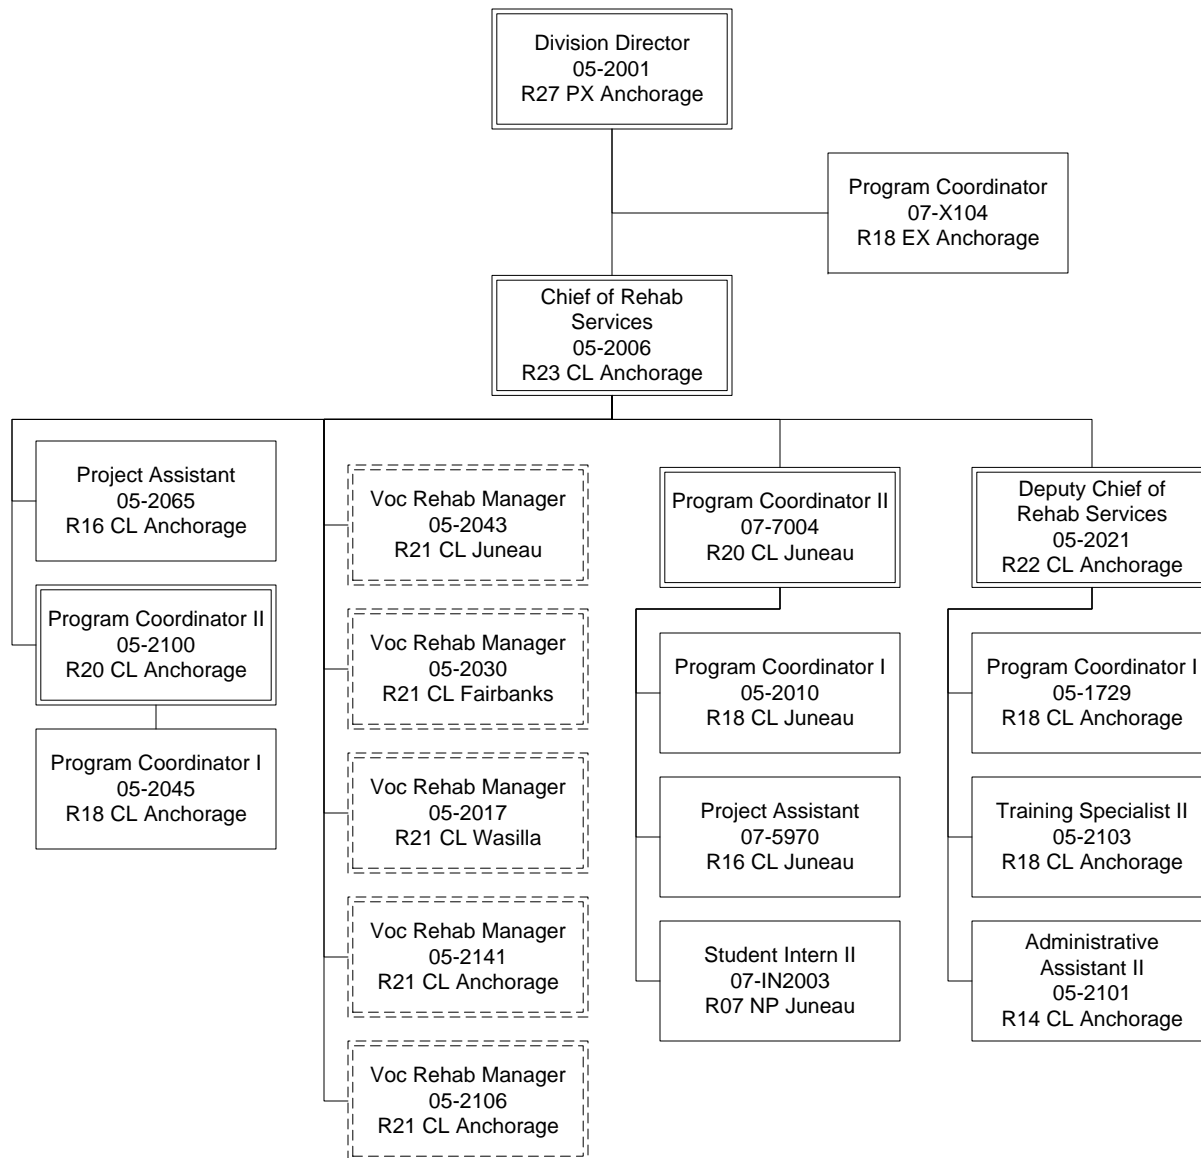 Division Director
05-2001
R27 PX Anchorage
Program Coordinator
07-X104
R18 EX Anchorage
Chief of Rehab
Services
05-2006
R23 CL Anchorage
Project Assistant
05-2065
R16 CL Anchorage
Program Coordinator II
05-2100
R20 CL Anchorage
Program Coordinator I
05-2045
R18 CL Anchorage
Voc Rehab Manager
05-2043
R21 CL Juneau
Voc Rehab Manager
05-2030
R21 CL Fairbanks
Voc Rehab Manager
05-2017
R21 CL Wasilla
Voc Rehab Manager
05-2141
R21 CL Anchorage
Voc Rehab Manager
05-2106
R21 CL Anchorage
Program Coordinator II
07-7004
R20 CL Juneau
Program Coordinator I
05-2010
R18 CL Juneau
Project Assistant
07-5970
R16 CL Juneau
Student Intern II
07-IN2003
R07 NP Juneau
Deputy Chief of
Rehab Services
05-2021
R22 CL Anchorage
Program Coordinator I
05-1729
R18 CL Anchorage
Training Specialist II
05-2103
R18 CL Anchorage
Administrative
Assistant II
05-2101
R14 CL Anchorage